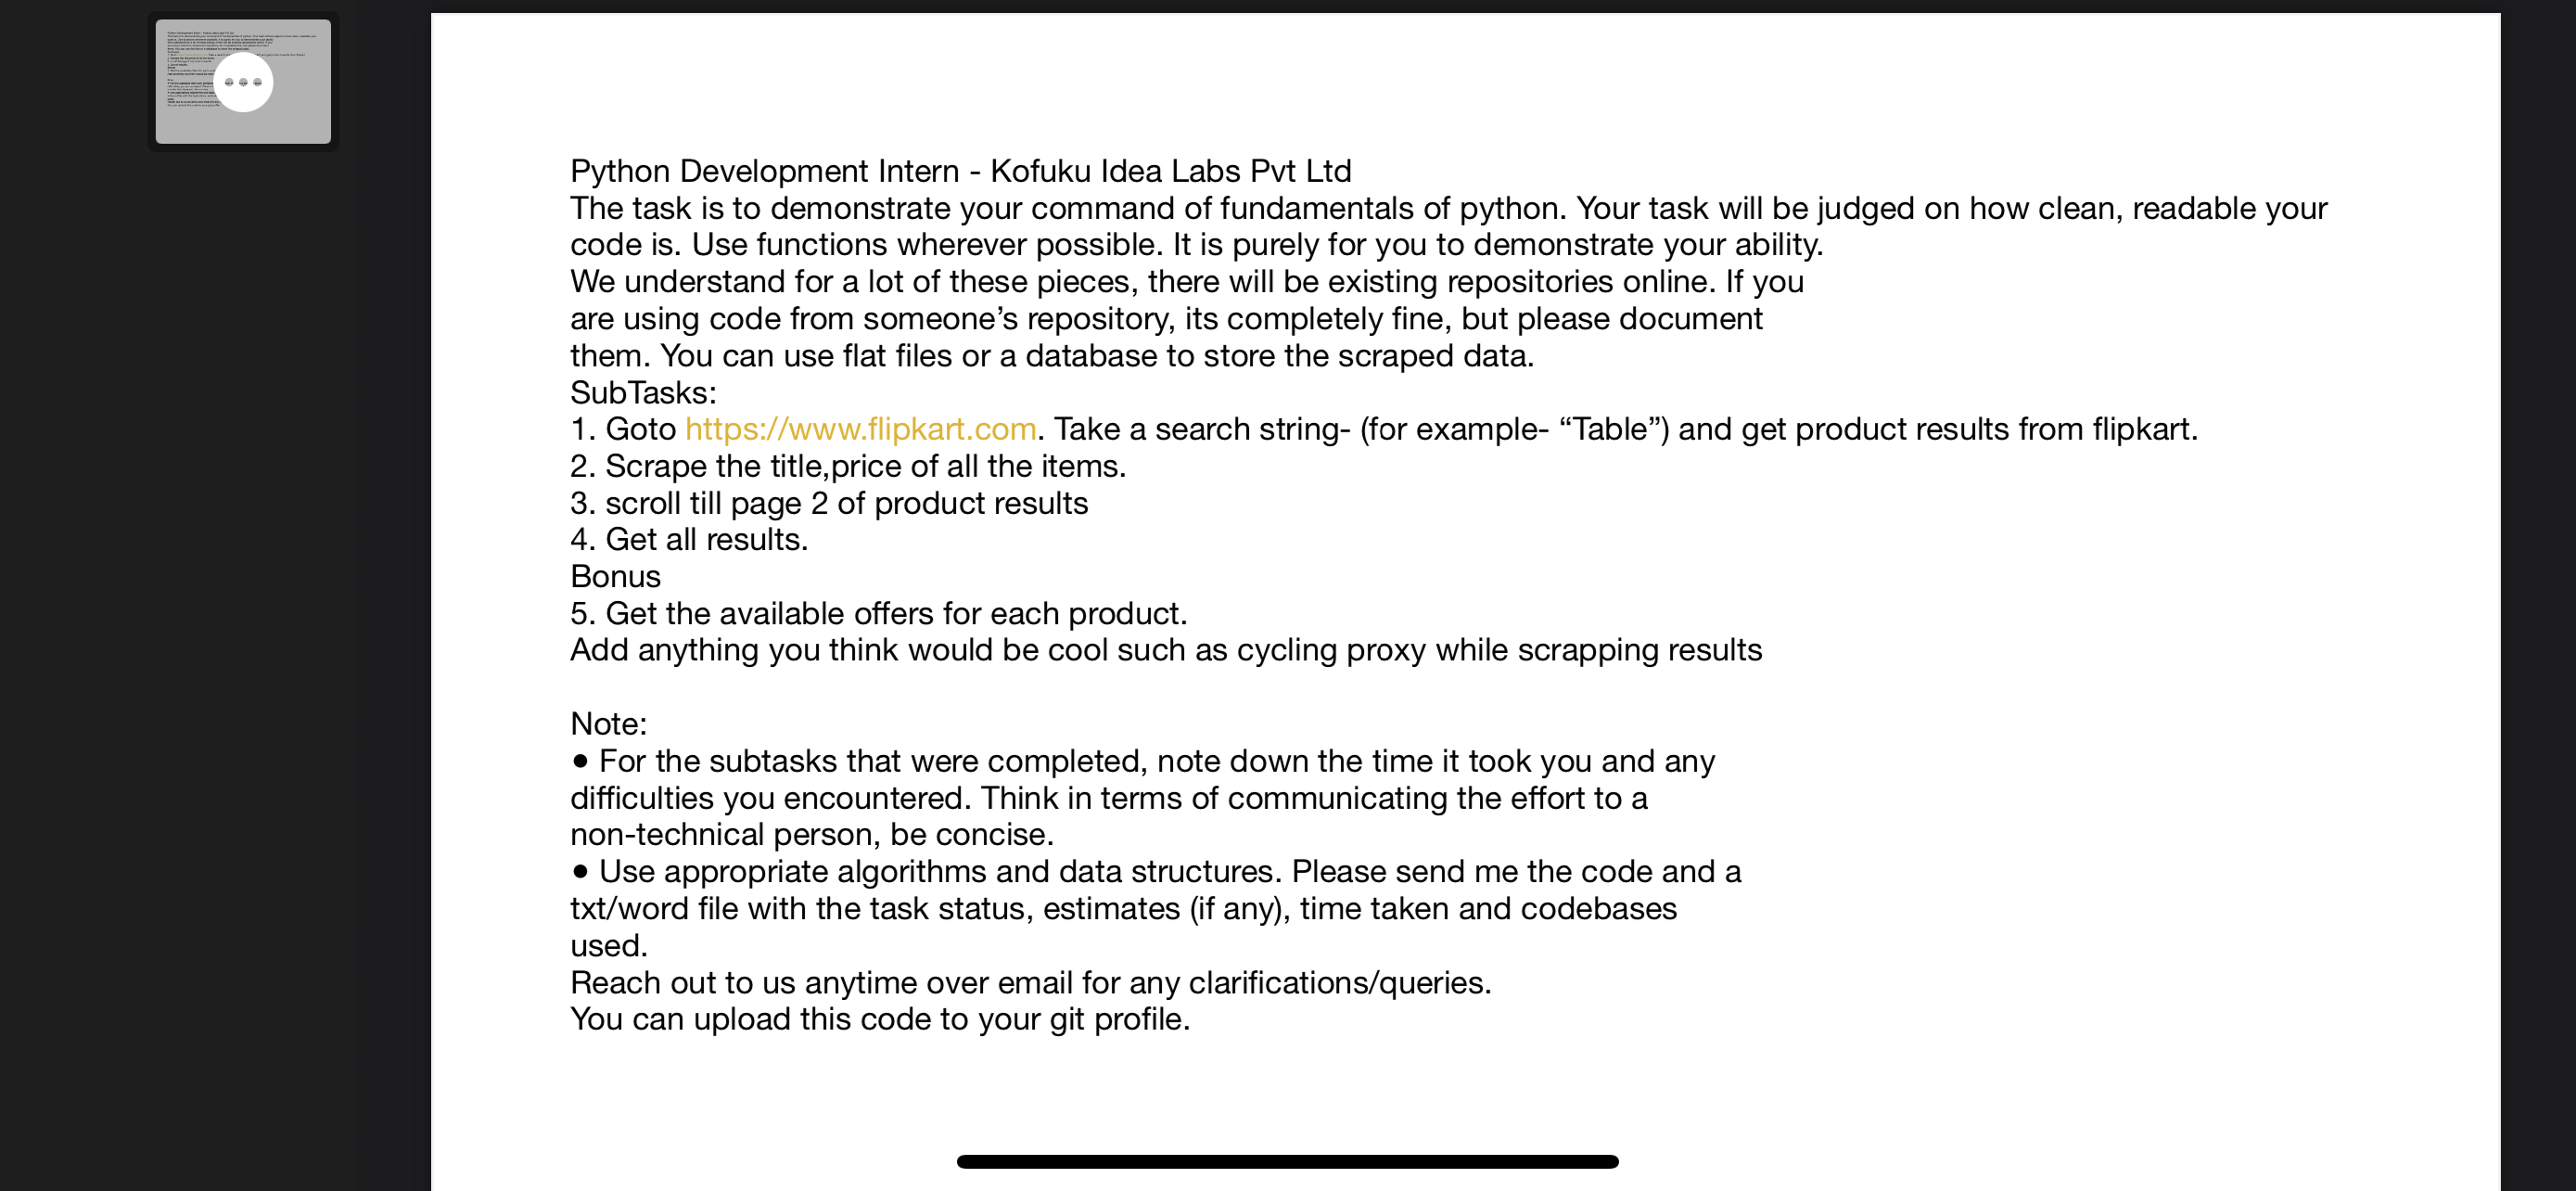 Python Development Intern - Kofuku Idea Labs Pvt Ltd
The task is to demonstrate your command of fundamentals of python. Your task will be judged on how clean, readable your
code is. Use functions wherever possible. It is purely for you to demonstrate your ability.
We understand for a lot of these pieces, there will be existing repositories online. If you
are using code from someone’s repository, its completely fine, but please document
them. You can use flat files or a database to store the scraped data.
SubTasks:
1. Goto https://www.flipkart.com. Take a search string- (for example- “Table”) and get product results from flipkart.
2. Scrape the title,price of all the items.
3. scroll till page 2 of product results
4. Get all results.
Bonus
5. Get the available offers for each product.
Add anything you think would be cool such as cycling proxy while scrapping results
Note:
● For the subtasks that were completed, note down the time it took you and any
difficulties you encountered. Think in terms of communicating the effort to a
non-technical person, be concise.
● Use appropriate algorithms and data structures. Please send me the code and a
txt/word file with the task status, estimates (if any), time taken and codebases
used.
Reach out to us anytime over email for any clarifications/queries.
You can upload this code to your git profile.